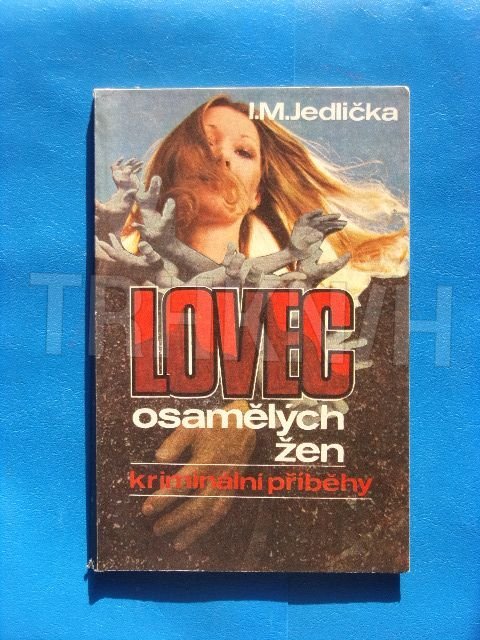 I.M.Jedlička
LOVEC
osamělých
žen
kriminální příběhy